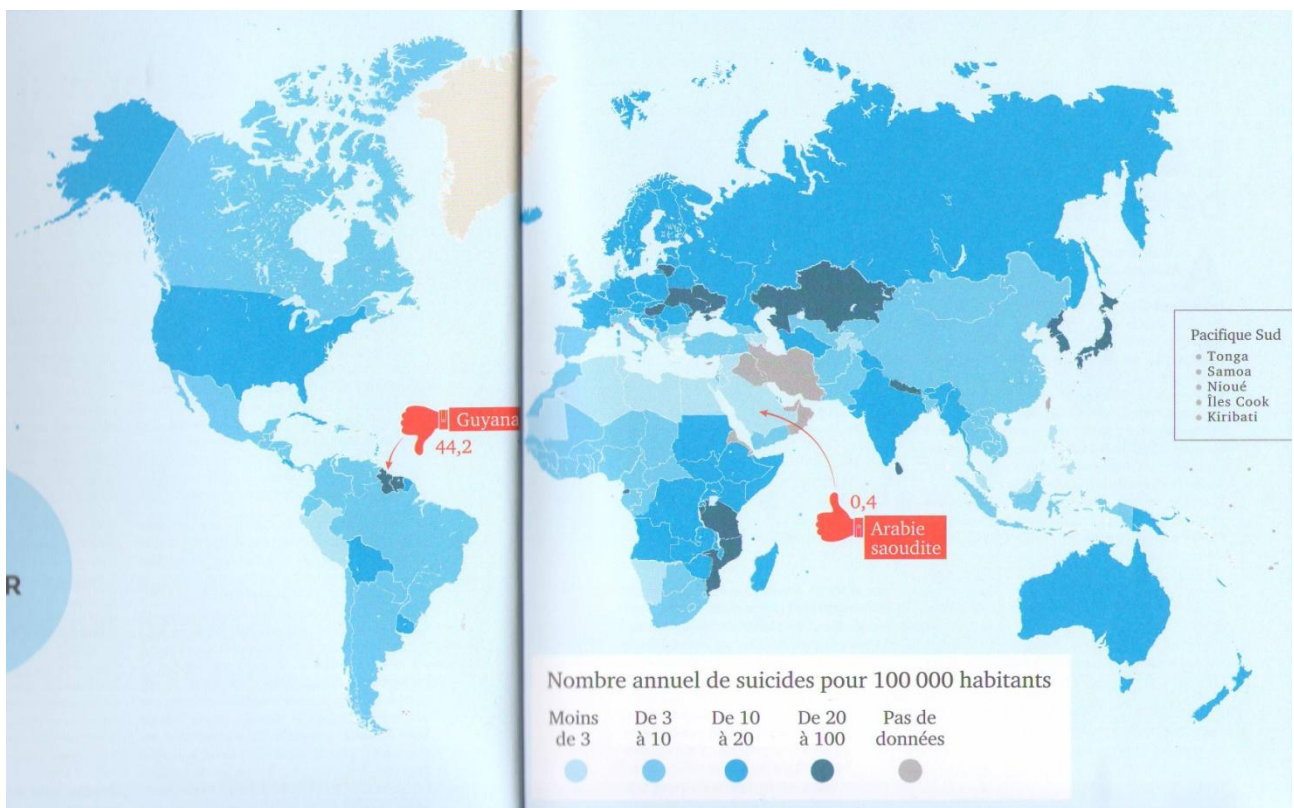 Guyana
44,2
0,4
Arabie
saoudite
Pacifique Sud
Tonga
Samoa
Nioué
Îles Cook
Kiribati
R
Nombre annuel de suicides pour 100 000 habitants
Moins
de 3
De 3
à 10
De 10
à 20
De 20
à 100
Pas de
données